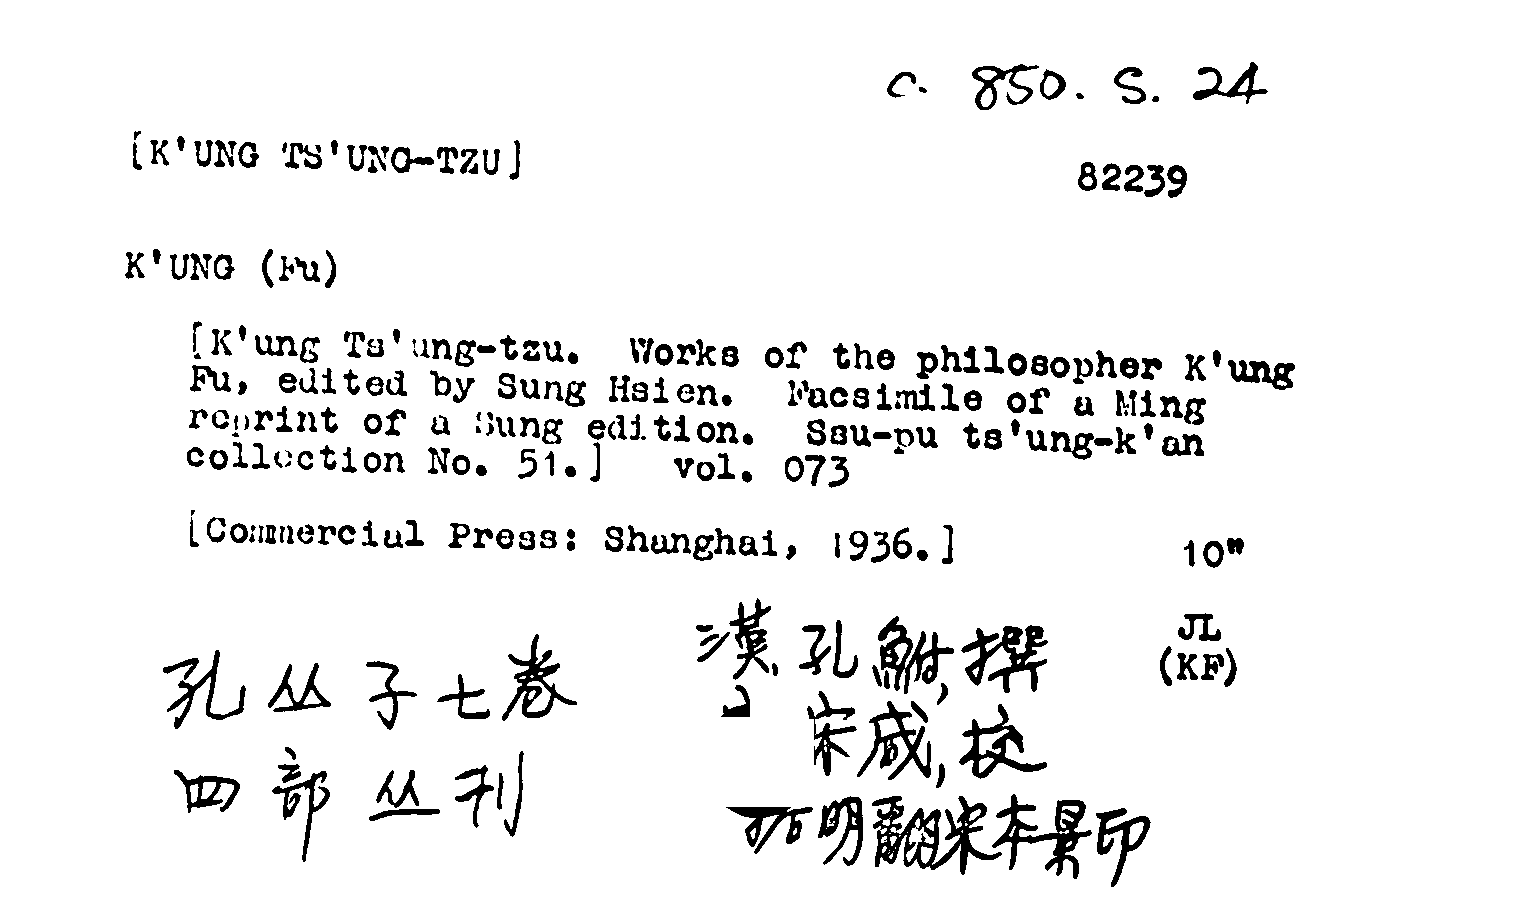 C. 850. S. 24
[K'UNG TS'UNG-TZU]
82239
K'UNG (Fu)
[K'ung Ts'ung-tzu. Works of the philosopher K'ung
Fu, edited by Sung Hsien. Facsimile of a Ming
reprint of a Sung edition. Ssu-pu ts'ung-k'an
collection No. 51.] vol. 073
[Commercial Press: Shanghai, 1936.]
10"
JL
(KF)
孔丛子七卷
四部丛刊
漢 孔鮒, 撰
宋咸, 校
明翻宋本景印